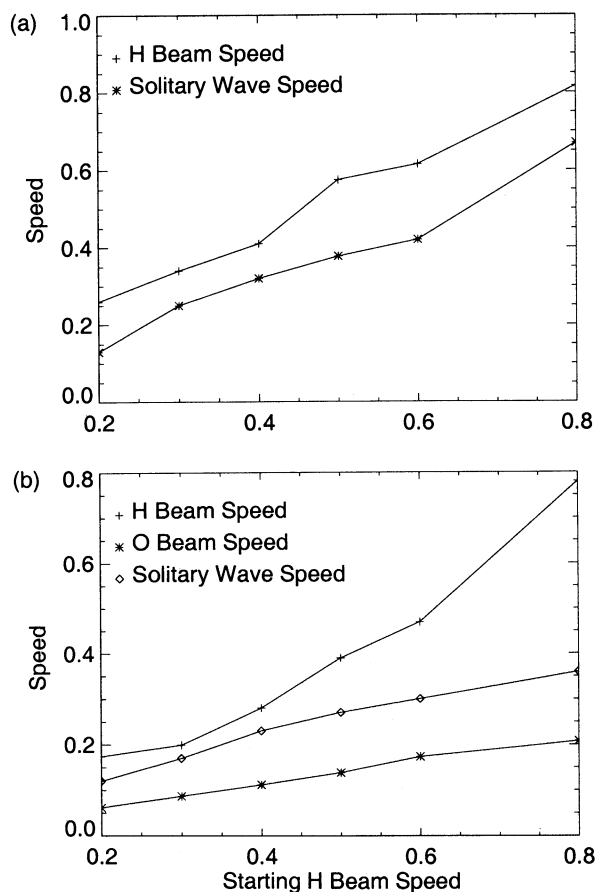 (a)
1.0
+ H Beam Speed
* Solitary Wave Speed
0.8
0.6
Speed
0.4
0.2
0.0
0.2 0.4 0.6 0.8
(b)
0.8
+ H Beam Speed
* O Beam Speed
◇ Solitary Wave Speed
0.6
Speed
0.4
0.2
0.0
0.2 0.4 0.6 0.8
Starting H Beam Speed